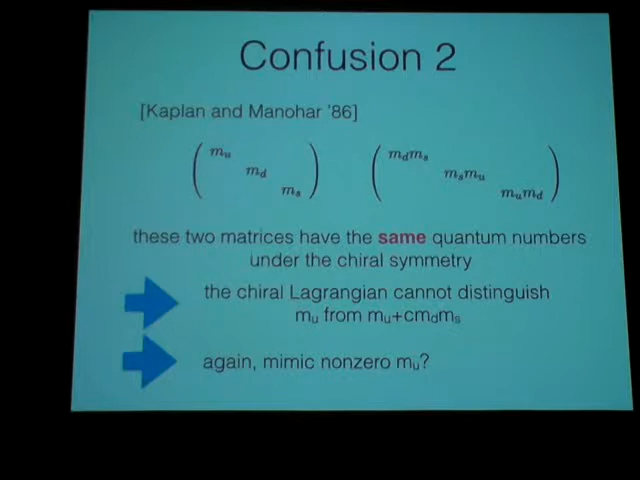 Confusion 2
[Kaplan and Manohar '86]
m_u m_d m_s
m_dm_s m_sm_u m_um_d
these two matrices have the same quantum numbers
under the chiral symmetry
the chiral Lagrangian cannot distinguish
m_u from m_u+cm_dm_s
again, mimic nonzero m_u?